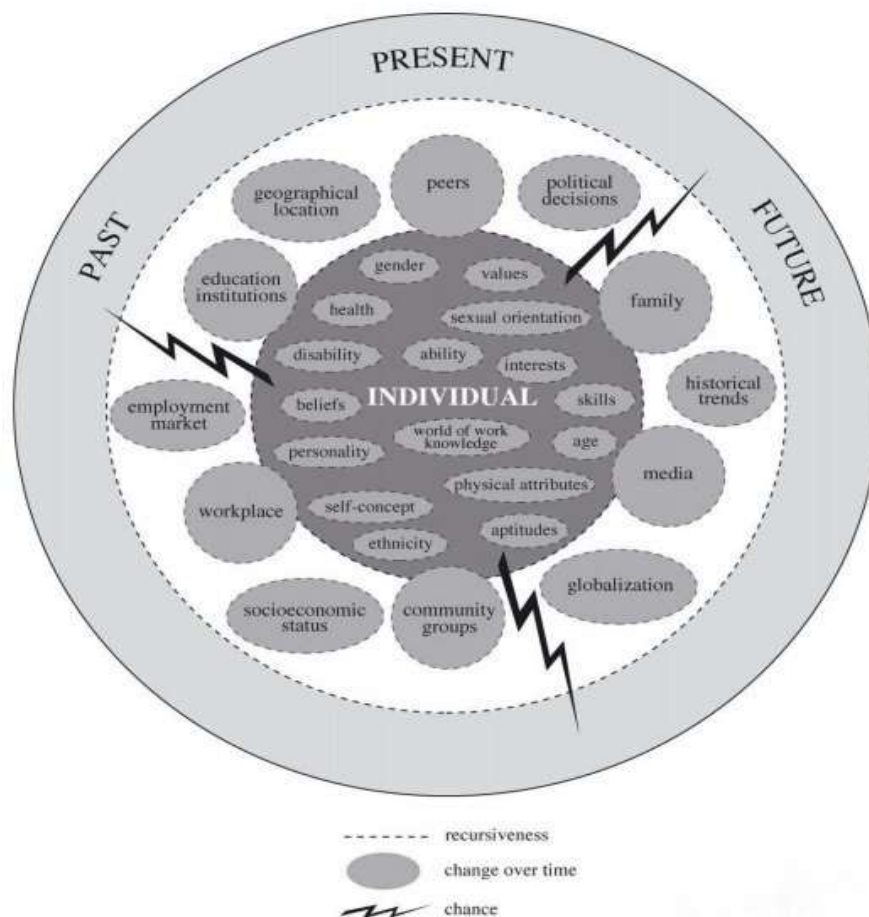 PRESENT
PAST
FUTURE
peers
geographical
location
political
decisions
education
institutions
family
gender
values
health
sexual orientation
disability
ability
interests
historical
trends
employment
market
beliefs
INDIVIDUAL
skills
personality
world of work
knowledge
age
workplace
physical attributes
media
self-concept
ethnicity
aptitudes
globalization
socioeconomic
status
community
groups
recursiveness
change over time
chance